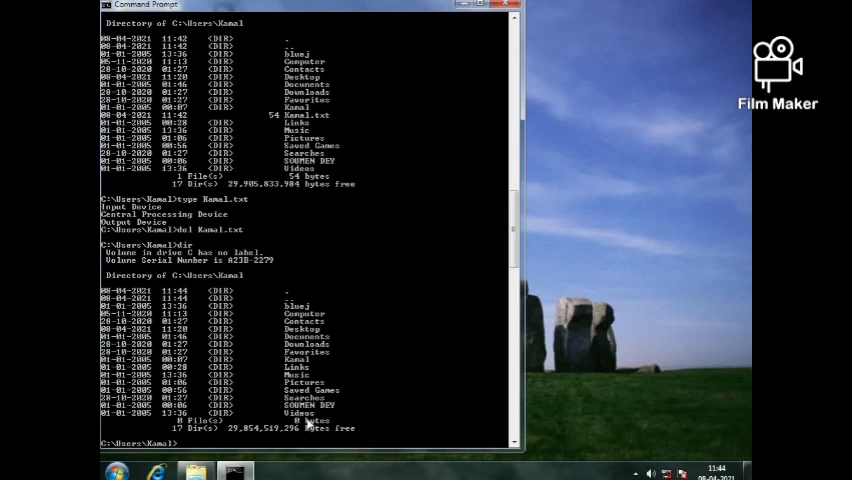 Command Prompt
Directory of C:\Users\Kamal
08-04-2021 11:42 <DIR> .
08-04-2021 11:42 <DIR> ..
01-01-2005 13:36 <DIR> bluej
05-11-2020 11:13 <DIR> Computer
28-10-2020 01:27 <DIR> Contacts
08-04-2021 11:20 <DIR> Desktop
01-01-2005 01:46 <DIR> Documents
28-10-2020 01:27 <DIR> Downloads
28-10-2020 01:27 <DIR> Favorites
01-01-2005 00:07 <DIR> Kamal
08-04-2021 11:42 54 Kamal.txt
01-01-2005 00:28 <DIR> Links
01-01-2005 13:36 <DIR> Music
01-01-2005 01:06 <DIR> Pictures
01-01-2005 00:56 <DIR> Saved Games
28-10-2020 01:27 <DIR> Searches
01-01-2005 00:06 <DIR> SOUMEN DEY
01-01-2005 13:36 <DIR> Videos
1 File(s) 54 bytes
17 Dir(s) 29,905,833,984 bytes free
C:\Users\Kamal>type Kamal.txt
Input Device
Central Processing Device
Output Device
C:\Users\Kamal>del Kamal.txt
C:\Users\Kamal>dir
Volume in drive C has no label.
Volume Serial Number is A23B-2279
Directory of C:\Users\Kamal
08-04-2021 11:44 <DIR> .
08-04-2021 11:44 <DIR> ..
01-01-2005 13:36 <DIR> bluej
05-11-2020 11:13 <DIR> Computer
28-10-2020 01:27 <DIR> Contacts
08-04-2021 11:20 <DIR> Desktop
01-01-2005 01:46 <DIR> Documents
28-10-2020 01:27 <DIR> Downloads
28-10-2020 01:27 <DIR> Favorites
01-01-2005 00:07 <DIR> Kamal
01-01-2005 00:28 <DIR> Links
01-01-2005 13:36 <DIR> Music
01-01-2005 01:06 <DIR> Pictures
01-01-2005 00:56 <DIR> Saved Games
28-10-2020 01:27 <DIR> Searches
01-01-2005 00:06 <DIR> SOUMEN DEY
01-01-2005 13:36 <DIR> Videos
0 File(s) 0 bytes
17 Dir(s) 29,854,519,296 bytes free
C:\Users\Kamal>
Film Maker
11:44
08-04-2021